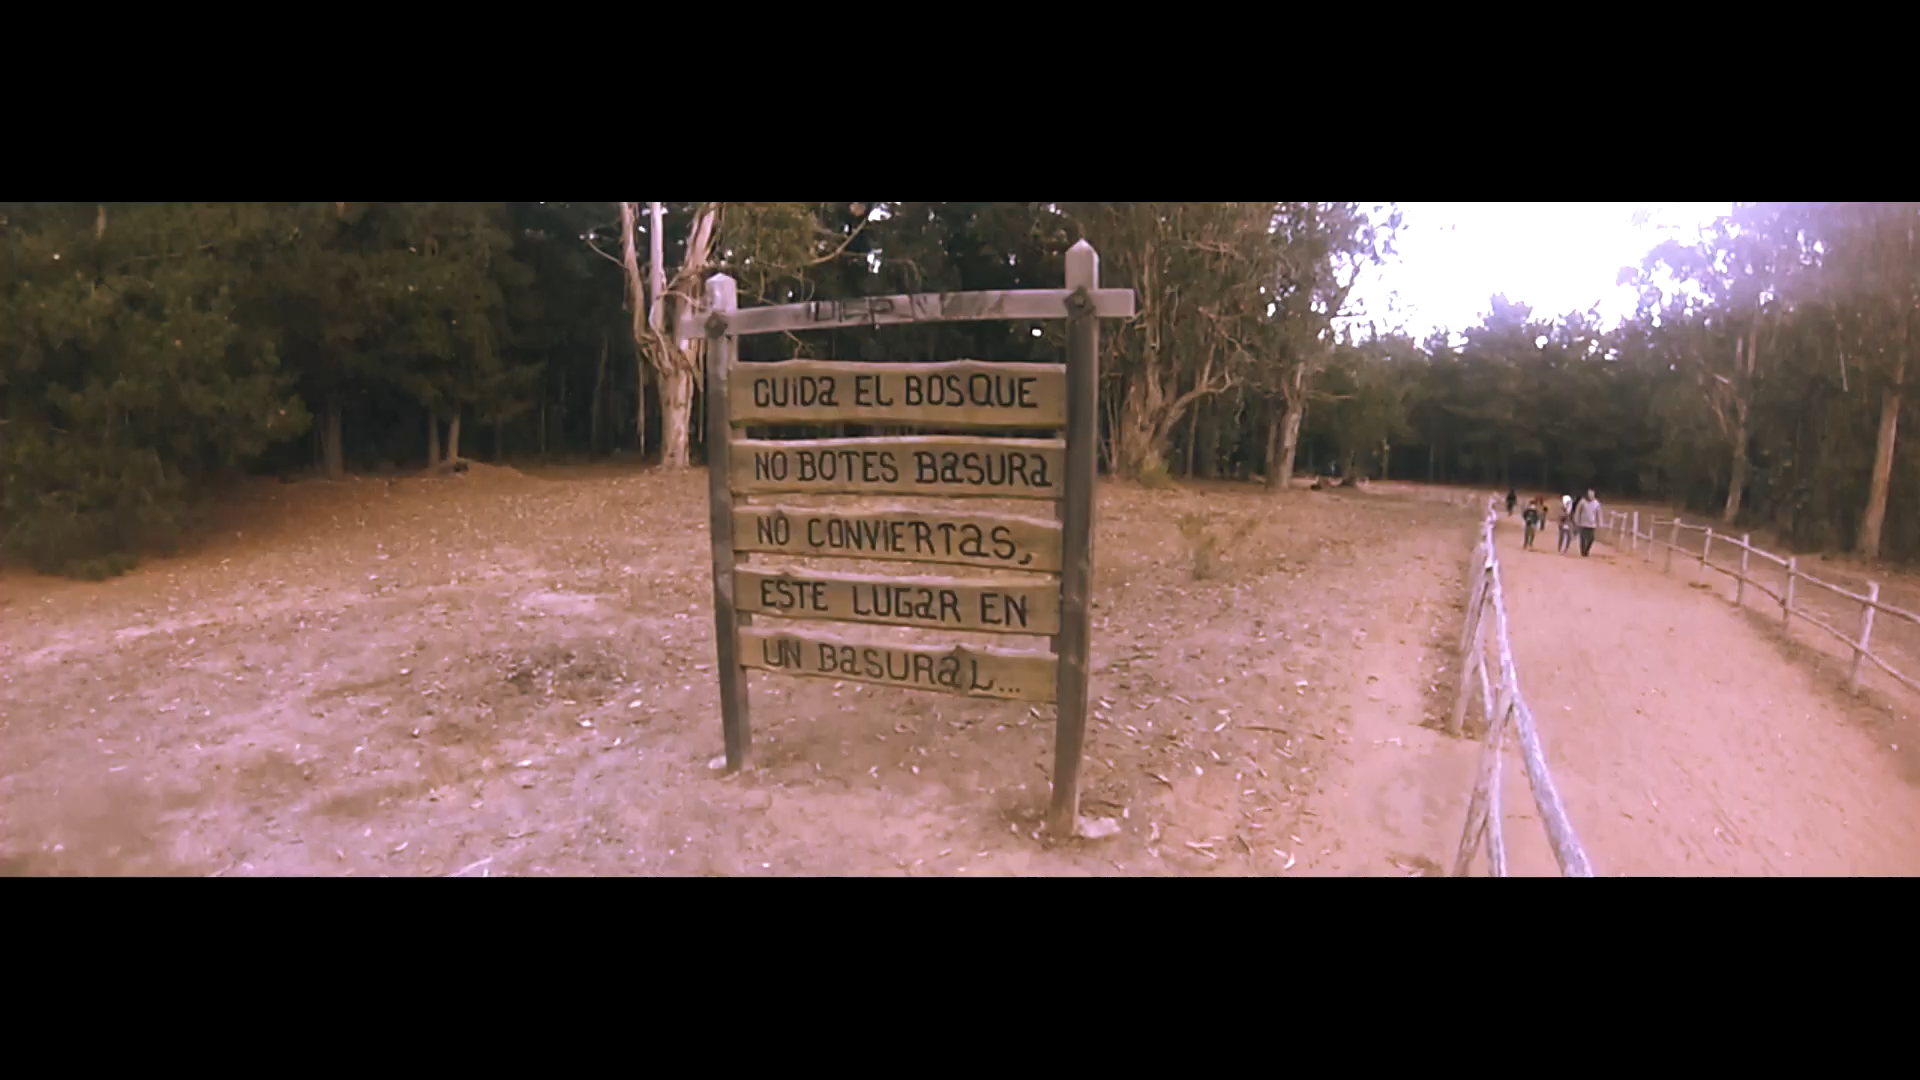 CUIDa EL BOSQUE
NO BOTES BaSURa
NO CONVIERTaS,
ESTE LUGaR EN
UN BaSURaL...